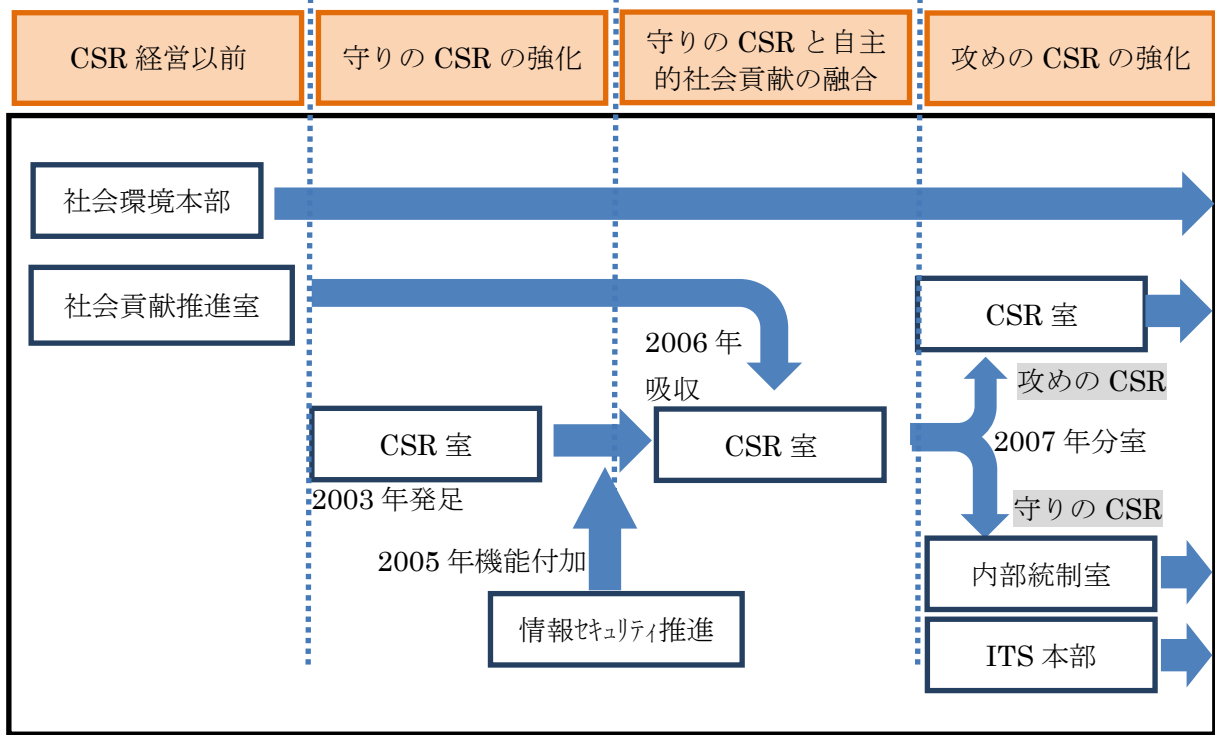 CSR 経営以前
守りの CSR の強化
守りの CSR と自主
的社会貢献の融合
攻めの CSR の強化
社会環境本部
社会貢献推進室
CSR 室
2006 年
吸収
攻めの CSR
CSR 室
CSR 室
2007 年分室
2003 年発足
守りの CSR
2005 年機能付加
内部統制室
情報セキュリティ推進
ITS 本部